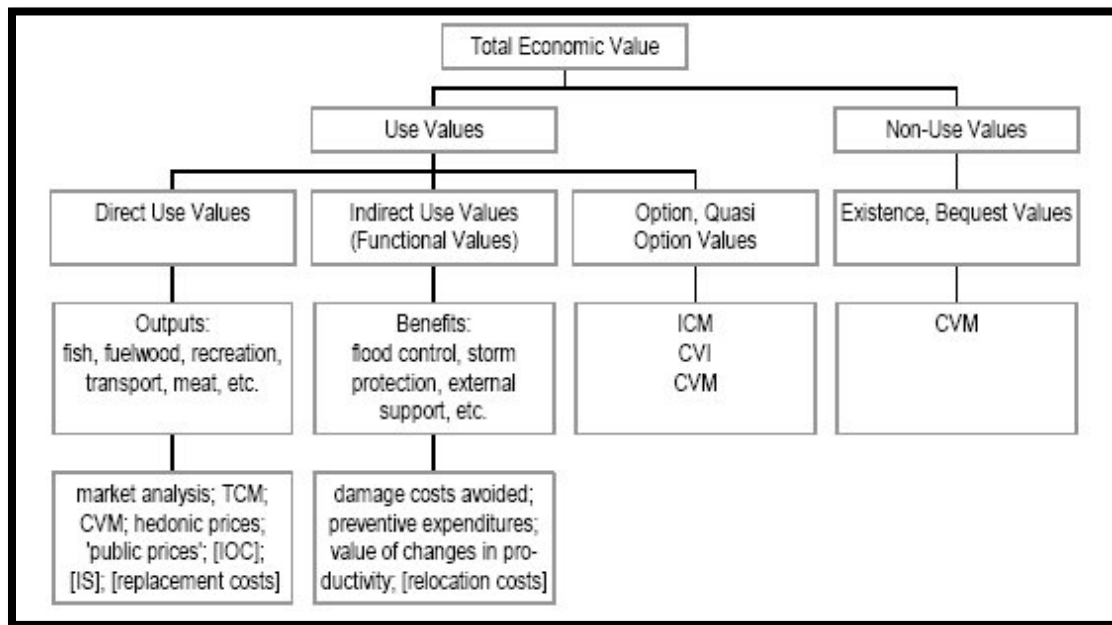 Total Economic Value
Use Values
Non-Use Values
Direct Use Values
Indirect Use Values
(Functional Values)
Option, Quasi
Option Values
Existence, Bequest Values
Outputs:
fish, fuelwood, recreation,
transport, meat, etc.
Benefits:
flood control, storm
protection, external
support, etc.
ICM
CVI
CVM
CVM
market analysis; TCM;
CVM; hedonic prices;
'public prices'; [IOC];
[IS]; [replacement costs]
damage costs avoided;
preventive expenditures;
value of changes in pro-
ductivity; [relocation costs]